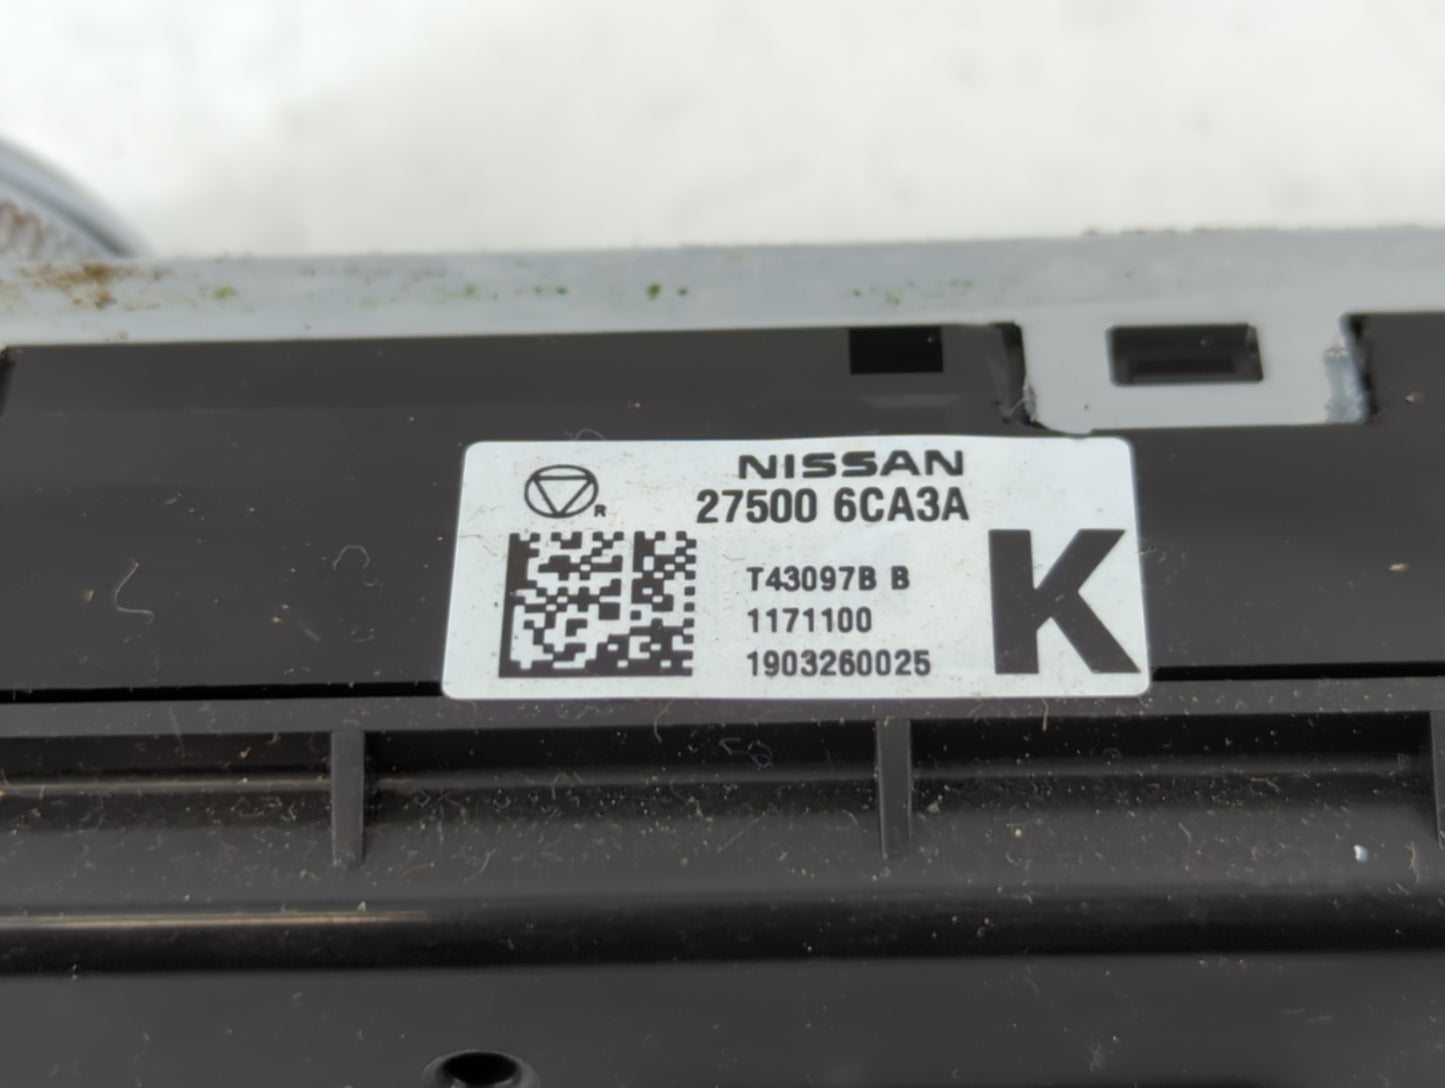 NISSAN
27500 6CA3A
R
T43097B B
1171100
1903260025
K